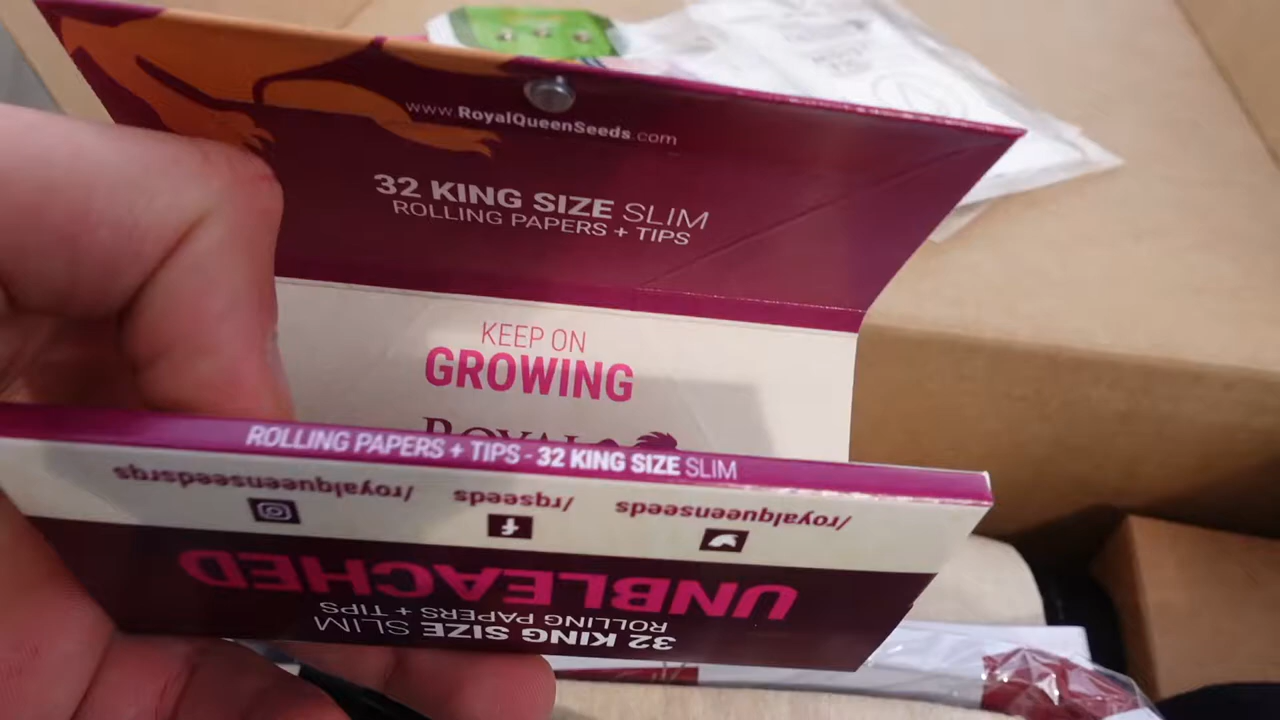 www.RoyalQueenSeeds.com
32 KING SIZE SLIM
ROLLING PAPERS + TIPS
KEEP ON
GROWING
ROYAL
ROLLING PAPERS + TIPS - 32 KING SIZE SLIM
/royalqueenseeds /rqseeds /royalqueenseedsrqs
UNBLEACHED
32 KING SIZE SLIM
ROLLING PAPERS + TIPS